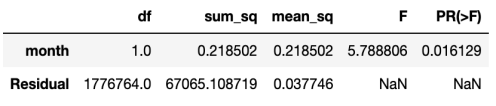 df sum_sq mean_sq F PR(>F)
month 1.0 0.218502 0.218502 5.788806 0.016129
Residual 1776764.0 67065.108719 0.037746 NaN NaN